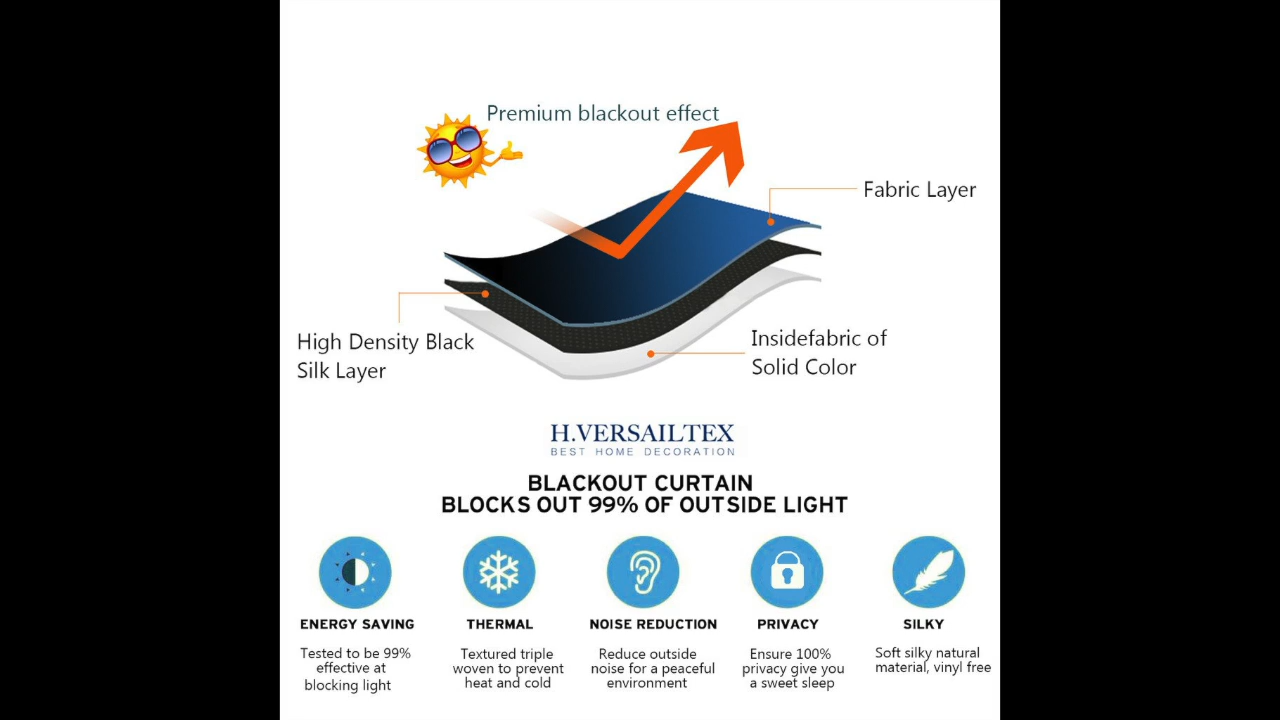 Premium blackout effect
Fabric Layer
High Density Black
Silk Layer
Insidefabric of
Solid Color
H.VERSAILTEX
BEST HOME DECORATION
BLACKOUT CURTAIN
BLOCKS OUT 99% OF OUTSIDE LIGHT
ENERGY SAVING
Tested to be 99%
effective at
blocking light
THERMAL
Textured triple
woven to prevent
heat and cold
NOISE REDUCTION
Reduce outside
noise for a peaceful
environment
PRIVACY
Ensure 100%
privacy give you
a sweet sleep
SILKY
Soft silky natural
material, vinyl free